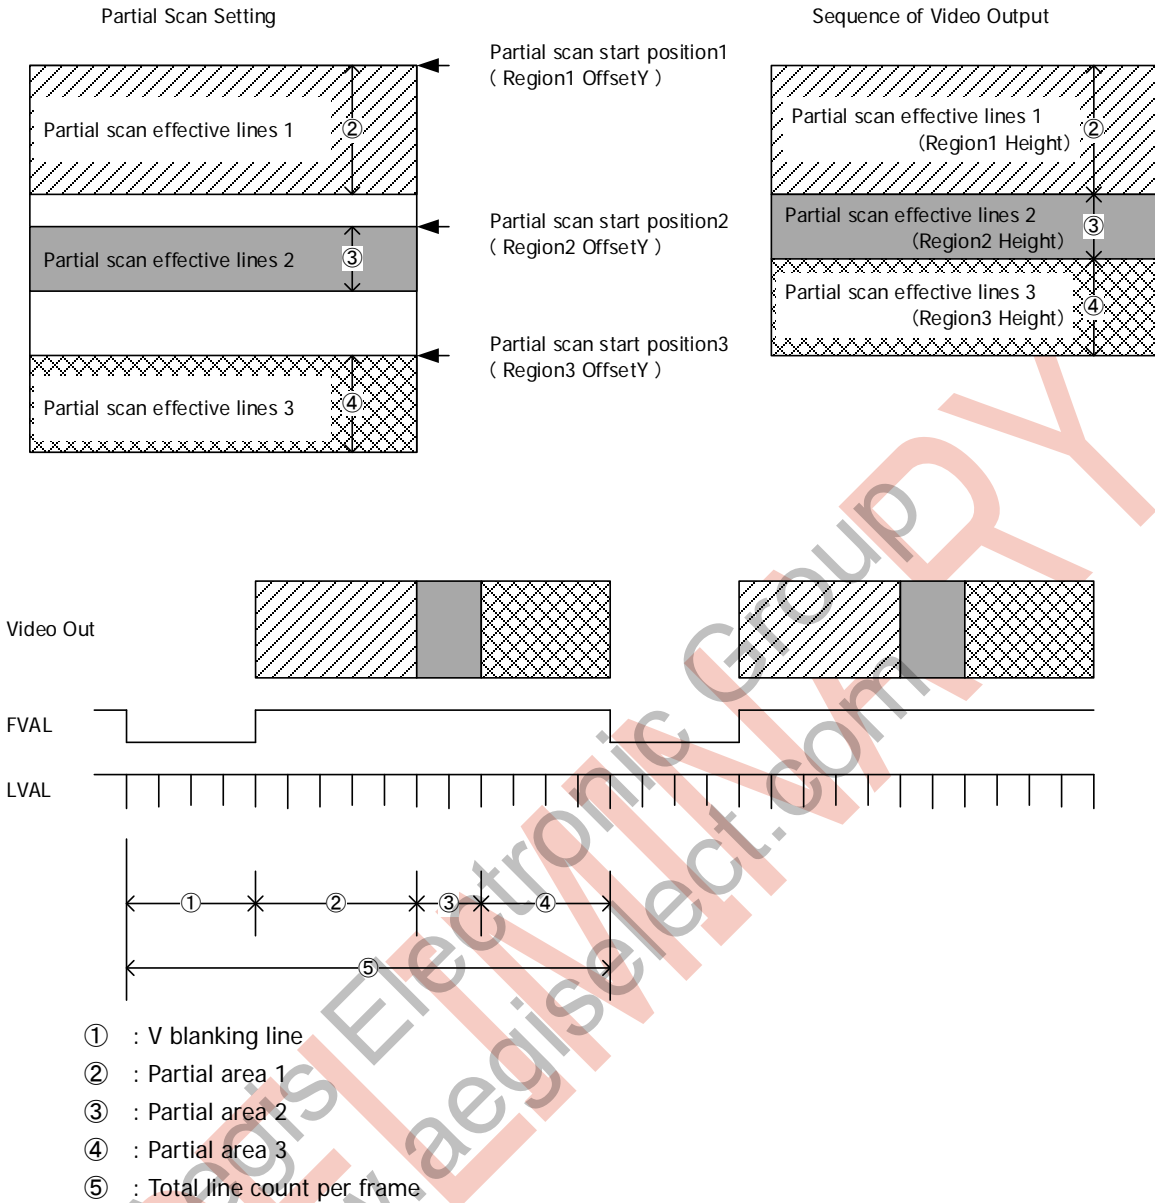 Partial Scan Setting
Sequence of Video Output
Partial scan start position1
( Region1 OffsetY )
Partial scan effective lines 1
②
Partial scan start position2
( Region2 OffsetY )
Partial scan effective lines 2
③
Partial scan start position3
( Region3 OffsetY )
Partial scan effective lines 3
④
Partial scan effective lines 1
(Region1 Height)
②
Partial scan effective lines 2
(Region2 Height)
③
Partial scan effective lines 3
(Region3 Height)
④
Video Out
FVAL
LVAL
① ② ③ ④
⑤
① : V blanking line
② : Partial area 1
③ : Partial area 2
④ : Partial area 3
⑤ : Total line count per frame
Aegis Electronic Group
www.aegiselect.com
PRELIMINARY